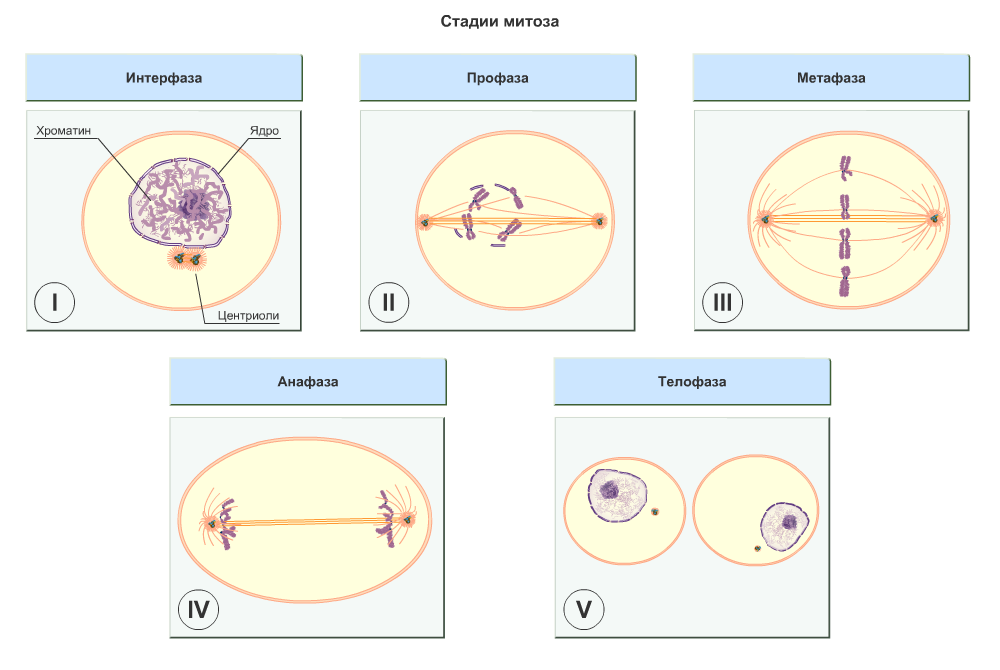 Стадии митоза
Интерфаза
Профаза
Метафаза
Хроматин
Ядро
Центриоли
I
II
III
Анафаза
Телофаза
IV
V